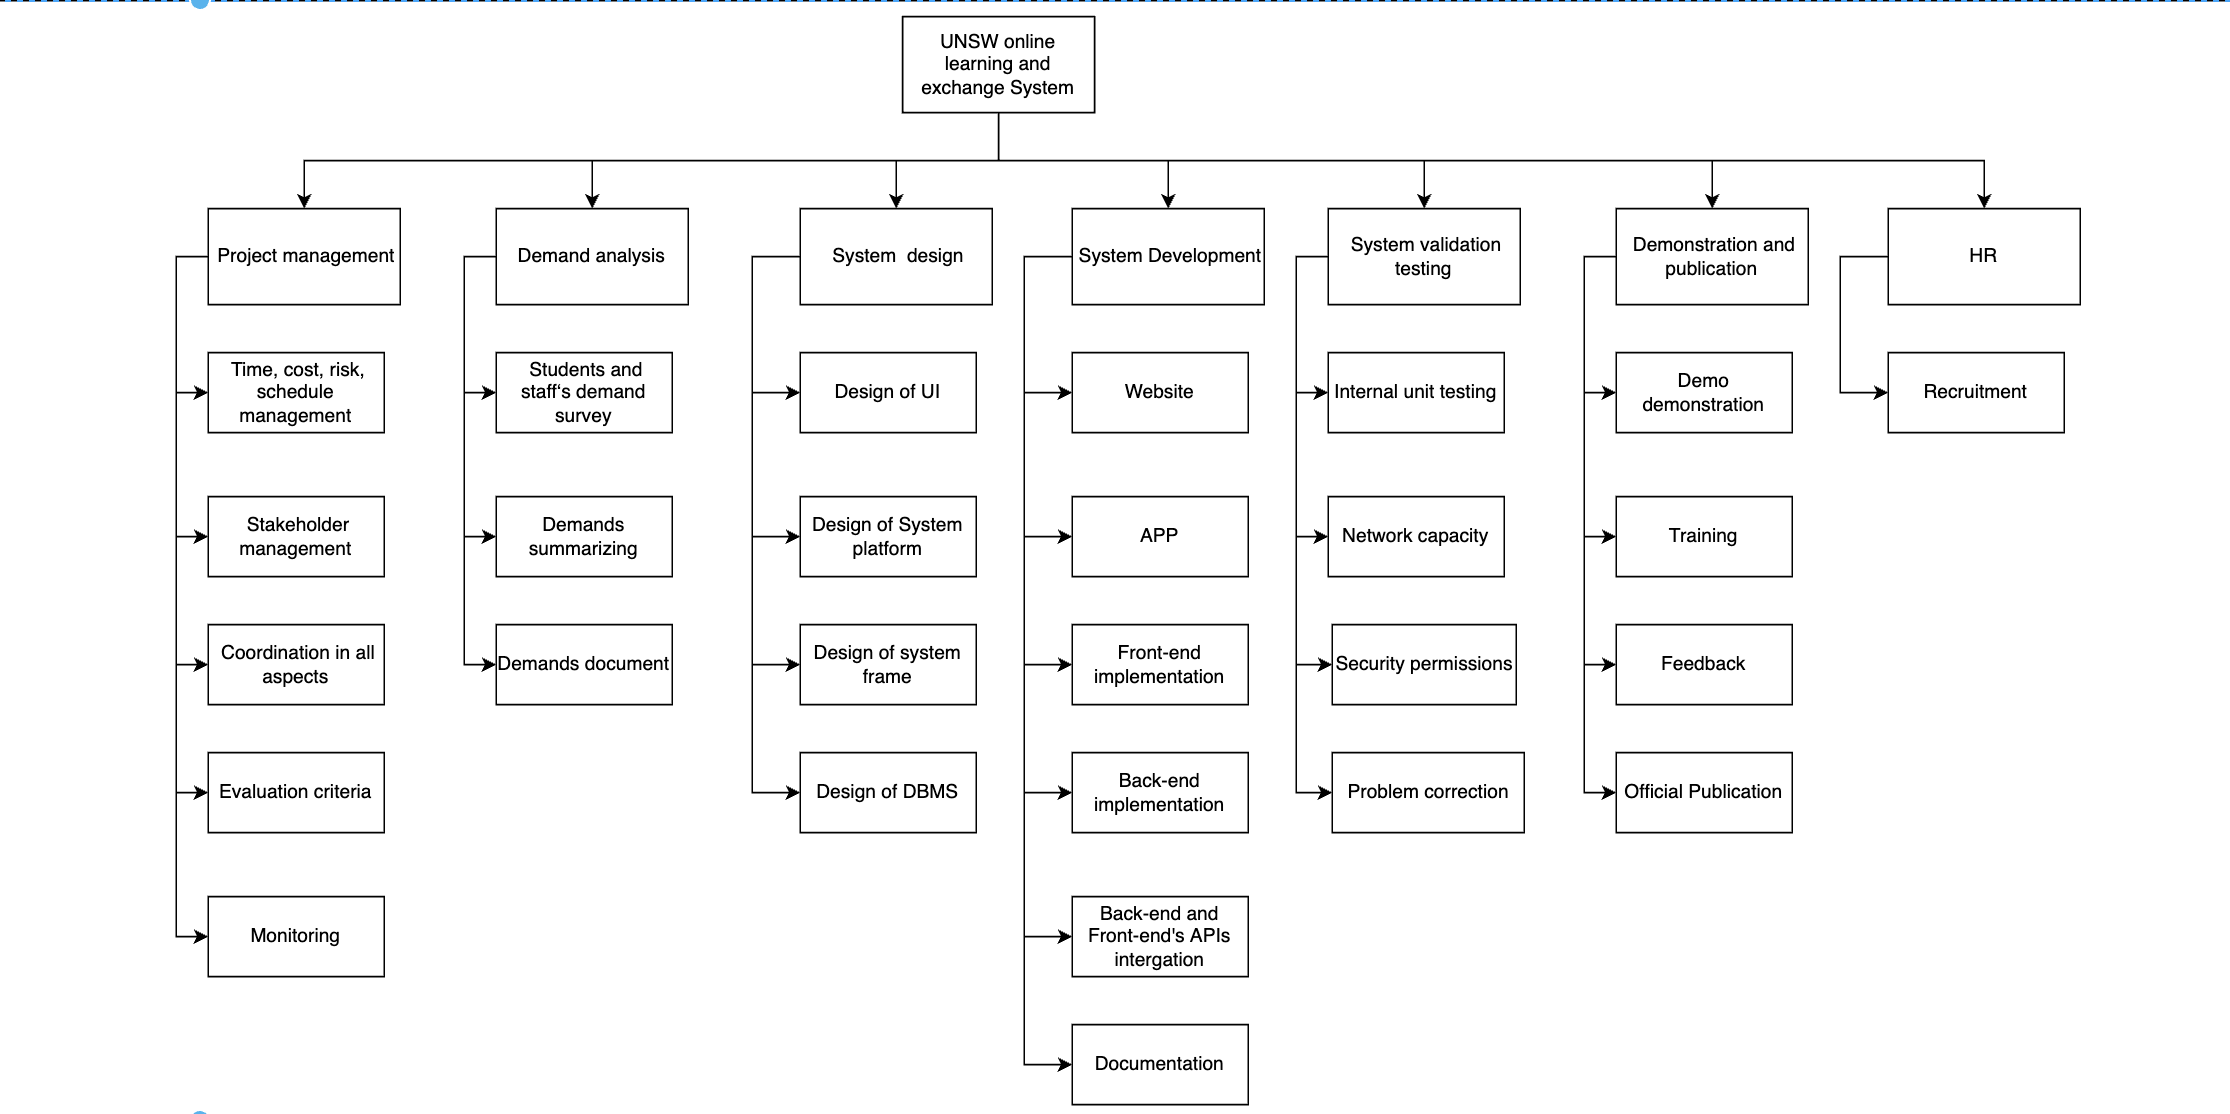 UNSW online
learning and
exchange System
Project management
Demand analysis
System  design
System Development
System validation
testing
Demonstration and
publication
HR
Time, cost, risk,
schedule
management
Students and
staff's demand
survey
Design of UI
Website
Internal unit testing
Demo
demonstration
Recruitment
Stakeholder
management
Demands
summarizing
Design of System
platform
APP
Network capacity
Training
Coordination in all
aspects
Demands document
Design of system
frame
Front-end
implementation
Security permissions
Feedback
Evaluation criteria
Design of DBMS
Back-end
implementation
Problem correction
Official Publication
Monitoring
Back-end and
Front-end's APIs
intergation
Documentation